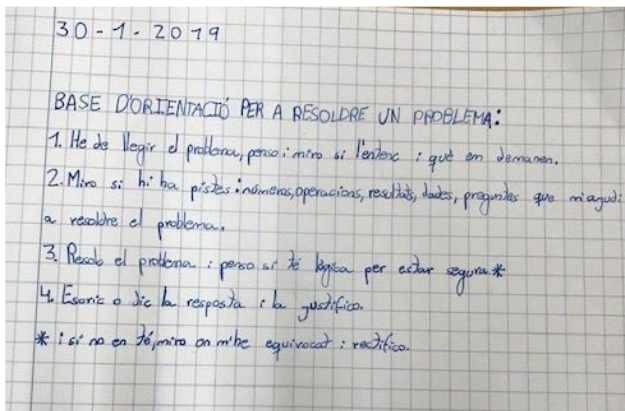 30-1-2019
BASE D'ORIENTACIÓ PER A RESOLDRE UN PROBLEMA:
1. He de llegir el problema, penso i miro si l'entenc i què em demanen.
2. Miro si hi ha pistes: números, operacions, resultats, dades, preguntes que m'ajudi
a resoldre el problema.
3. Resolc el problema i penso si té lògica per estar segura.*
4. Escric o dic la resposta i la justifico.
* i si no en té, miro on m'he equivocat i rectifico.